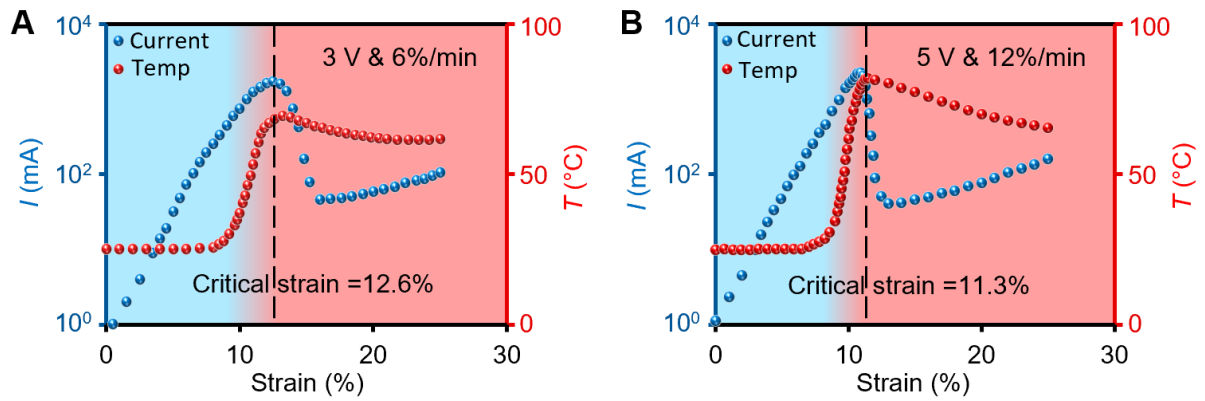 A
10⁴
Current
Temp
3 V & 6%/min
100
I (mA)
10²
50
T (°C)
Critical strain =12.6%
10⁰
0
0
10
20
30
Strain (%)
B
10⁴
Current
Temp
5 V & 12%/min
100
I (mA)
10²
50
T (°C)
Critical strain =11.3%
10⁰
0
0
10
20
30
Strain (%)